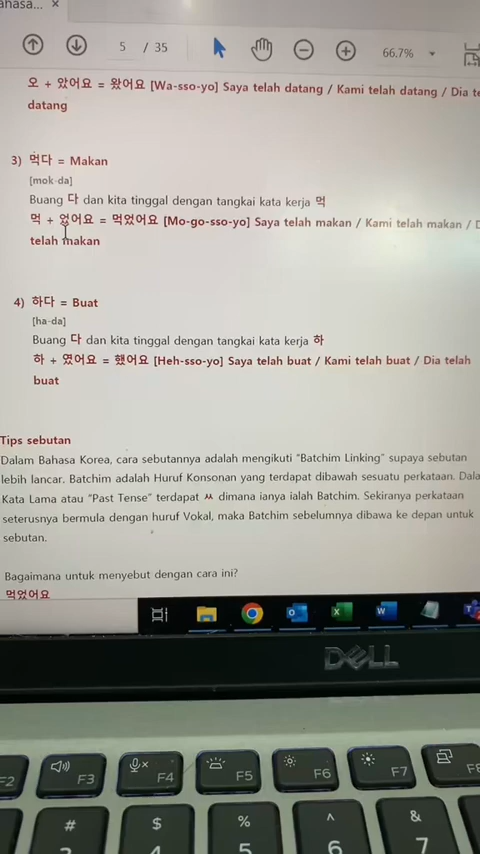 ahasa... ×
5 / 35
66.7%
오 + 았어요 = 왔어요 [Wa-sso-yo] Saya telah datang / Kami telah datang / Dia te
datang
3) 먹다 = Makan
[mok-da]
Buang 다 dan kita tinggal dengan tangkai kata kerja 먹
먹 + 었어요 = 먹었어요 [Mo-go-sso-yo] Saya telah makan / Kami telah makan / D
telah makan
4) 하다 = Buat
[ha-da]
Buang 다 dan kita tinggal dengan tangkai kata kerja 하
하 + 였어요 = 했어요 [Heh-sso-yo] Saya telah buat / Kami telah buat / Dia telah
buat
Tips sebutan
Dalam Bahasa Korea, cara sebutannya adalah mengikuti "Batchim Linking" supaya sebutan
lebih lancar. Batchim adalah Huruf Konsonan yang terdapat dibawah sesuatu perkataan. Dala
Kata Lama atau "Past Tense" terdapat ㅆ dimana ianya ialah Batchim. Sekiranya perkataan
seterusnya bermula dengan huruf Vokal, maka Batchim sebelumnya dibawa ke depan untuk
sebutan.
Bagaimana untuk menyebut dengan cara ini?
먹었어요
DELL
F2 F3 F4 F5 F6 F7 F8
# $ % ^ &
3 4 5 6 7